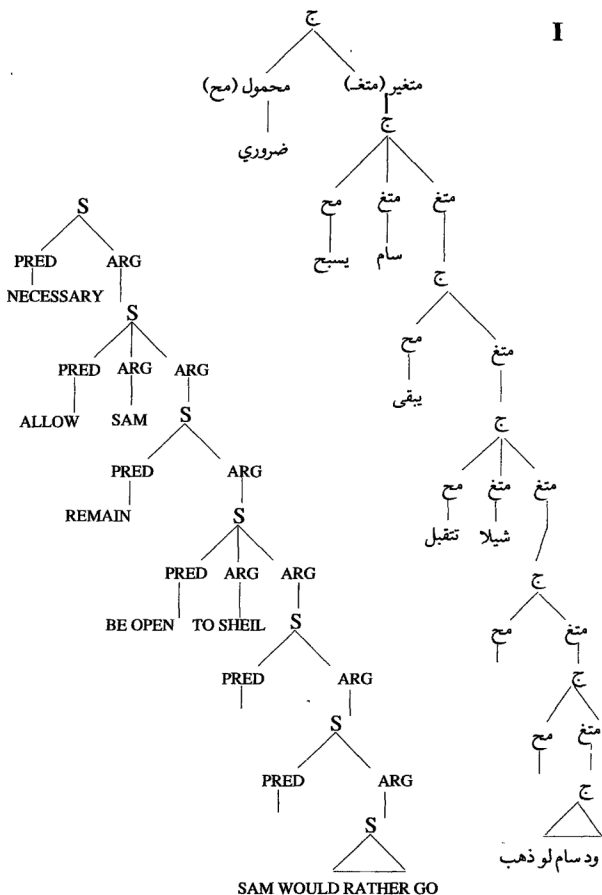 I
ج
متغير (متغـ) محمول (مح)
ضروري
ج
متغ متغ مح
سام يسبح
ج
متغ مح
يبقى
ج
متغ متغ مح
شيلا تتقبل
ج
متغ مح
ج
متغ مح
ج
ود سام لو ذهب
S
PRED ARG
NECESSARY
S
PRED ARG ARG
ALLOW SAM
S
PRED ARG
REMAIN
S
PRED ARG ARG
BE OPEN TO SHEIL
S
PRED ARG
S
PRED ARG
S
SAM WOULD RATHER GO